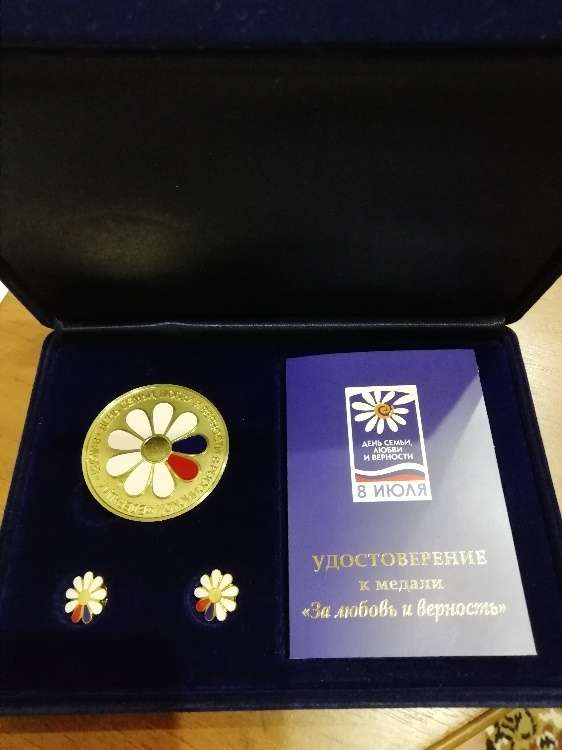 ДЕНЬ СЕМЬИ,
ЛЮБВИ
И ВЕРНОСТИ
8 ИЮЛЯ
УДОСТОВЕРЕНИЕ
к медали
«За любовь и верность»